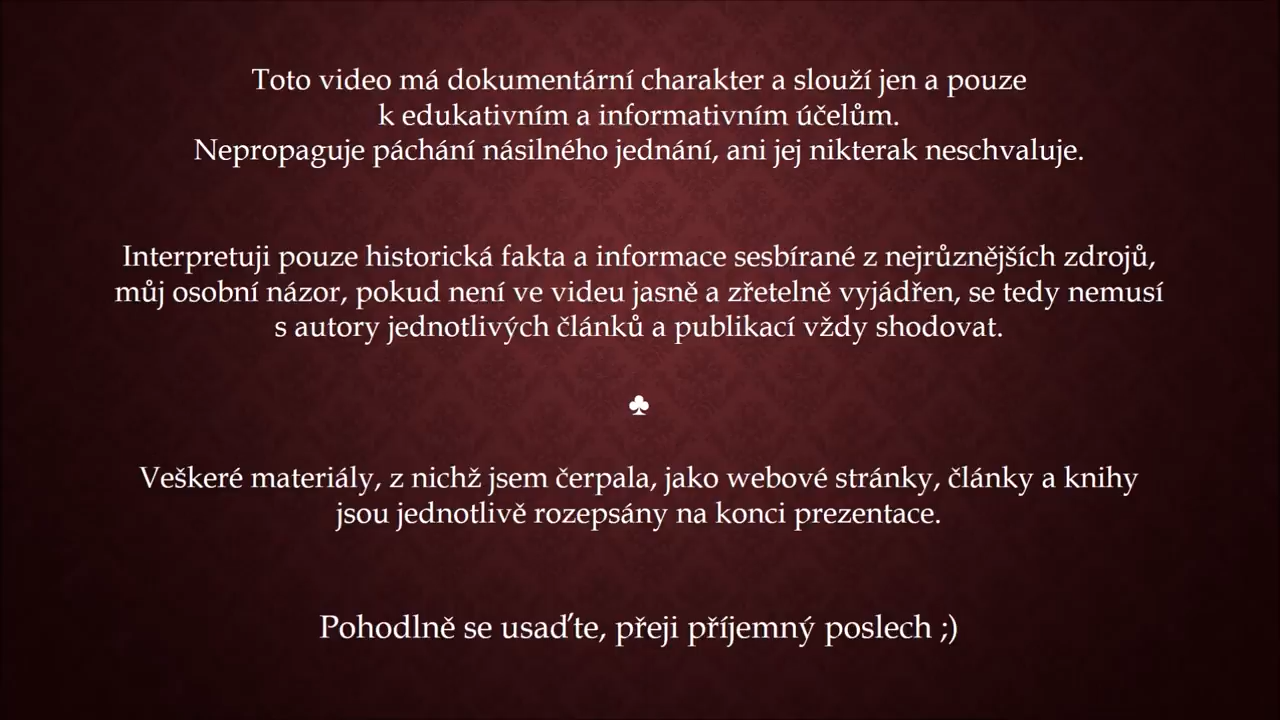 Toto video má dokumentární charakter a slouží jen a pouze
k edukativním a informativním účelům.
Nepropaguje páchání násilného jednání, ani jej nikterak neschvaluje.
Interpretuji pouze historická fakta a informace sesbírané z nejrůznějších zdrojů,
můj osobní názor, pokud není ve videu jasně a zřetelně vyjádřen, se tedy nemusí
s autory jednotlivých článků a publikací vždy shodovat.
♣
Veškeré materiály, z nichž jsem čerpala, jako webové stránky, články a knihy
jsou jednotlivě rozepsány na konci prezentace.
Pohodlně se usaďte, přeji příjemný poslech ;)